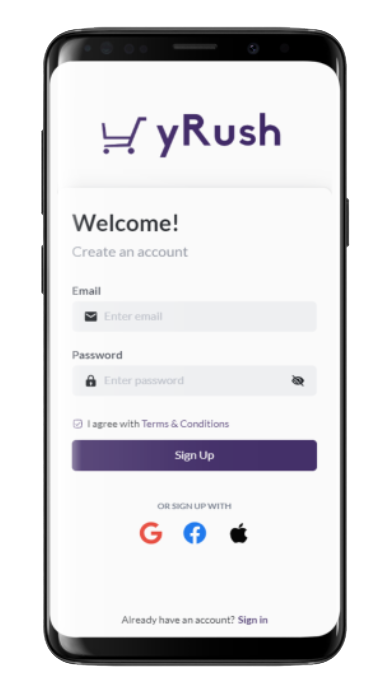 yRush
Welcome!
Create an account
Email
Enter email
Password
Enter password
I agree with Terms & Conditions
Sign Up
OR SIGN UP WITH
Already have an account? Sign in